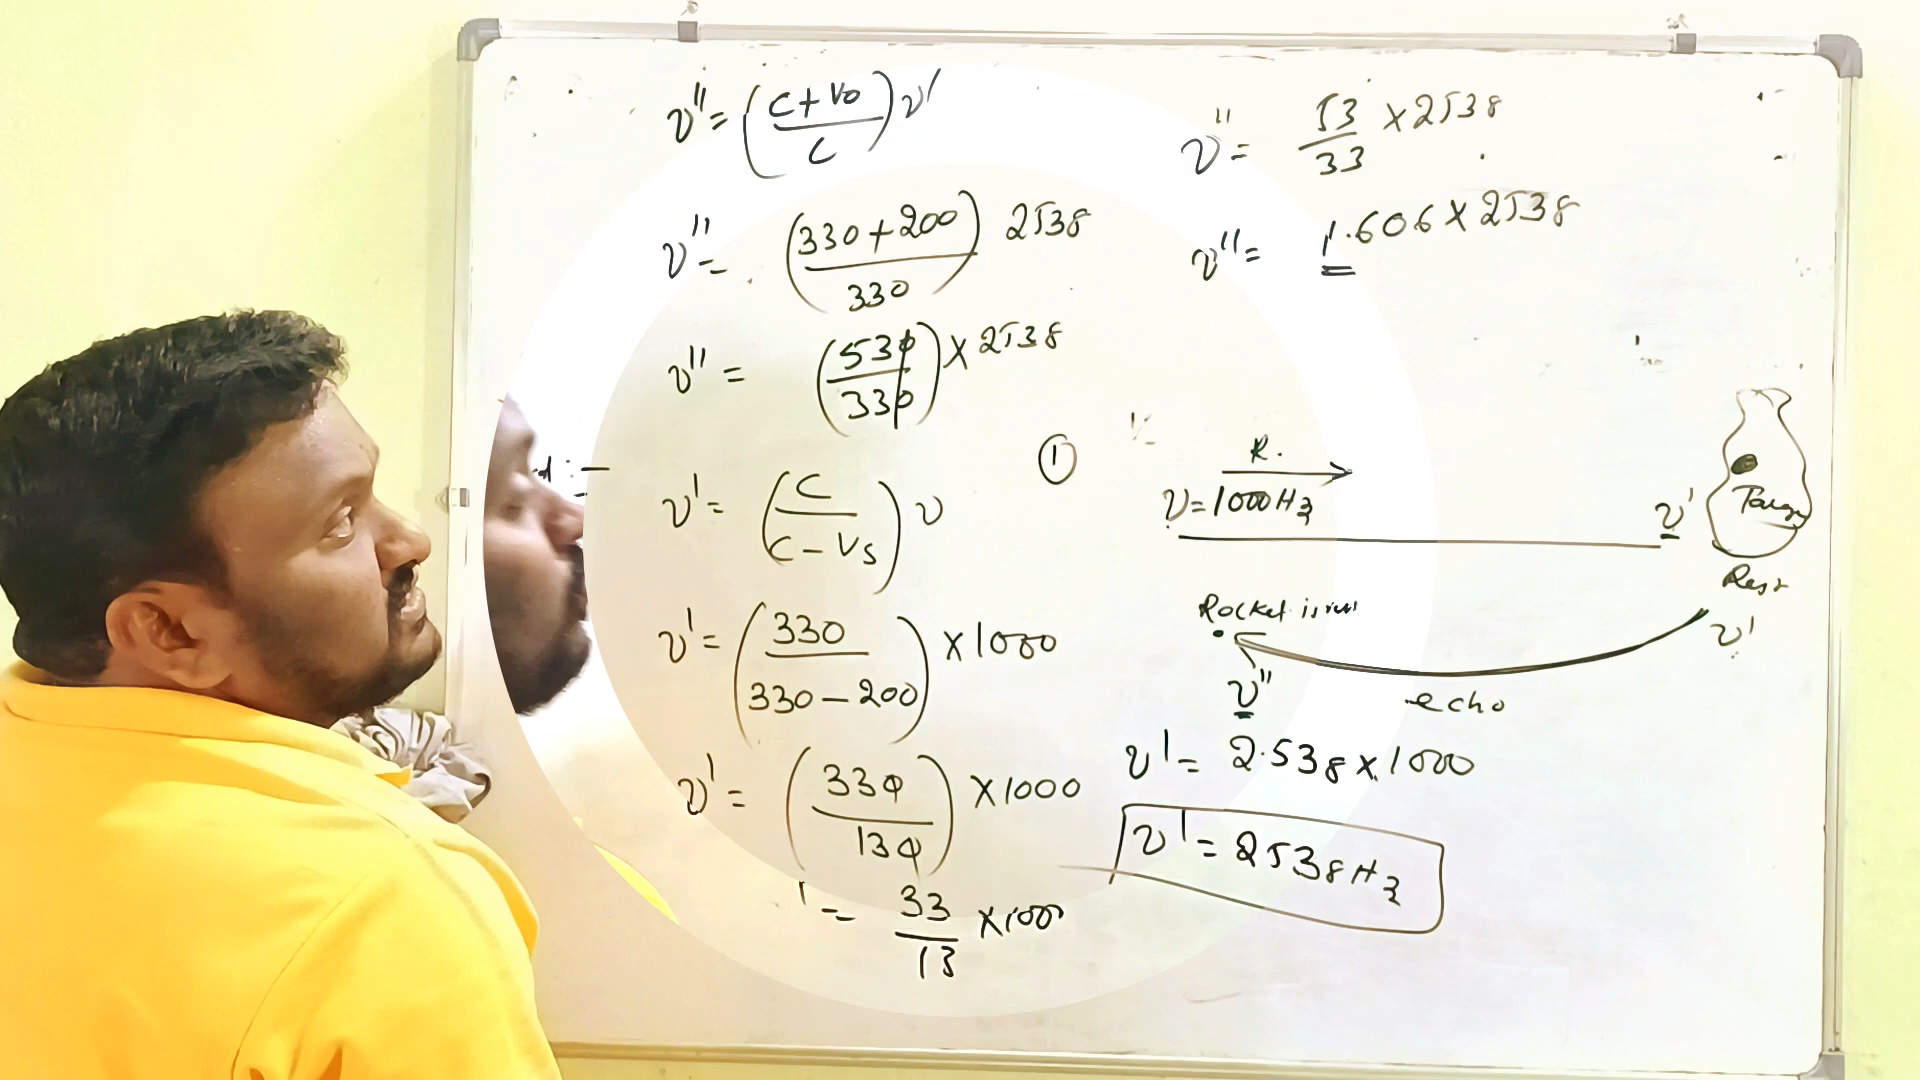 υ'' = (C + Vo / C) υ'
υ'' = (330 + 200 / 330) 2538
υ'' = (530 / 330) × 2538
υ' = (C / C - Vs) υ
υ' = (330 / 330 - 200) × 1000
υ' = (330 / 130) × 1000
' = 33 / 13 × 1000
υ'' = 53 / 33 × 2538
υ'' = 1.606 × 2538
①
R.
υ = 1000 Hz
υ'
Rest
Rocket is
υ'
υ''
echo
υ' = 2.538 × 1000
υ' = 2538 Hz